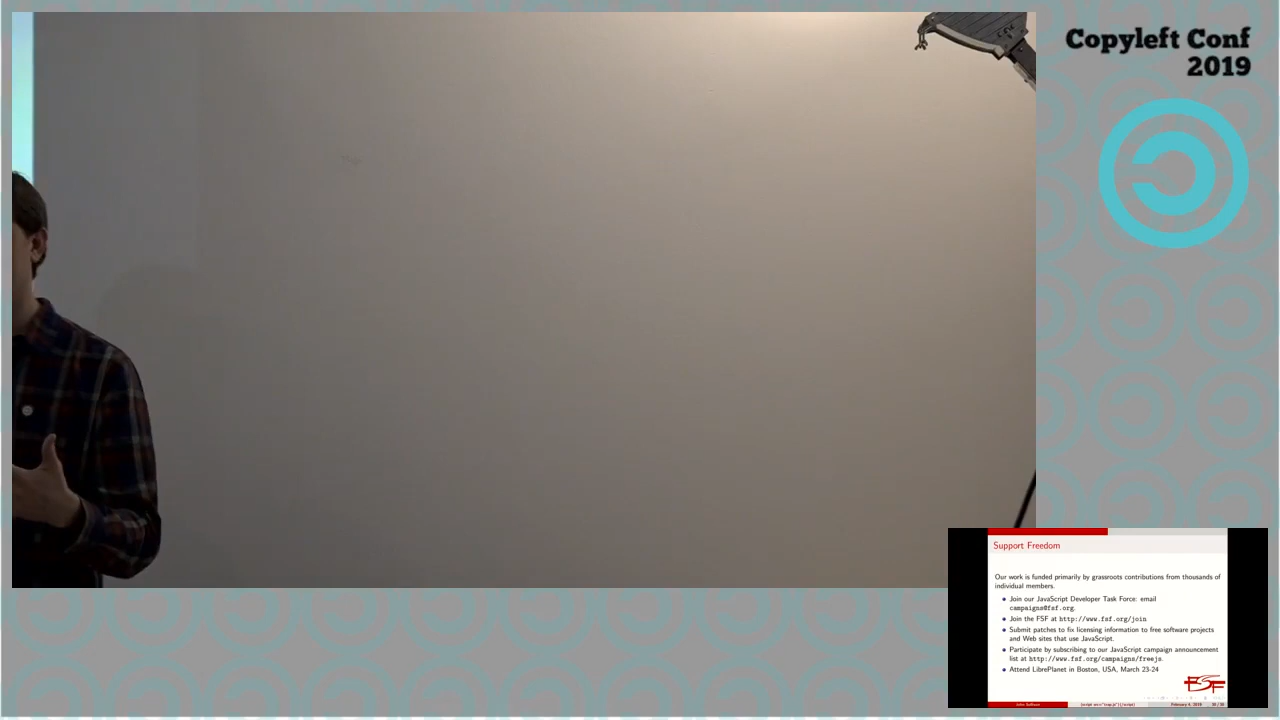 Copyleft Conf
2019
Support Freedom
Our work is funded primarily by grassroots contributions from thousands of
individual members.
Join our JavaScript Developer Task Force: email
campaigns@fsf.org.
Join the FSF at http://www.fsf.org/join
Submit patches to fix licensing information to free software projects
and Web sites that use JavaScript.
Participate by subscribing to our JavaScript campaign announcement
list at http://www.fsf.org/campaigns/freejs.
Attend LibrePlanet in Boston, USA, March 23-24
FSF
February 4, 2019